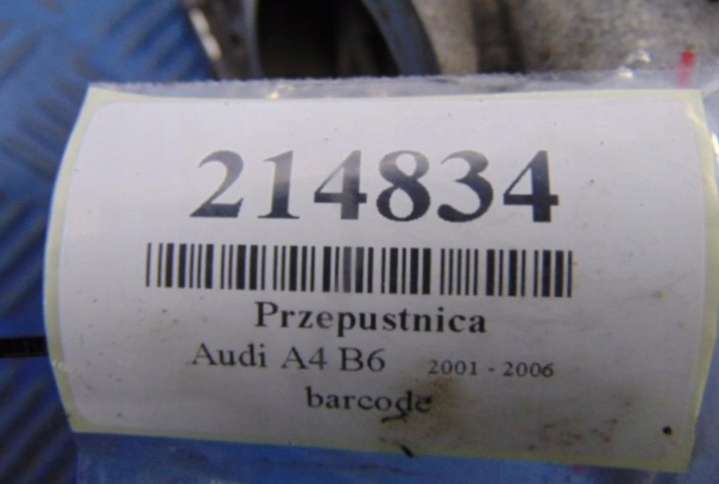 214834
Przepustnica
Audi A4 B6 2001 - 2006
barcode